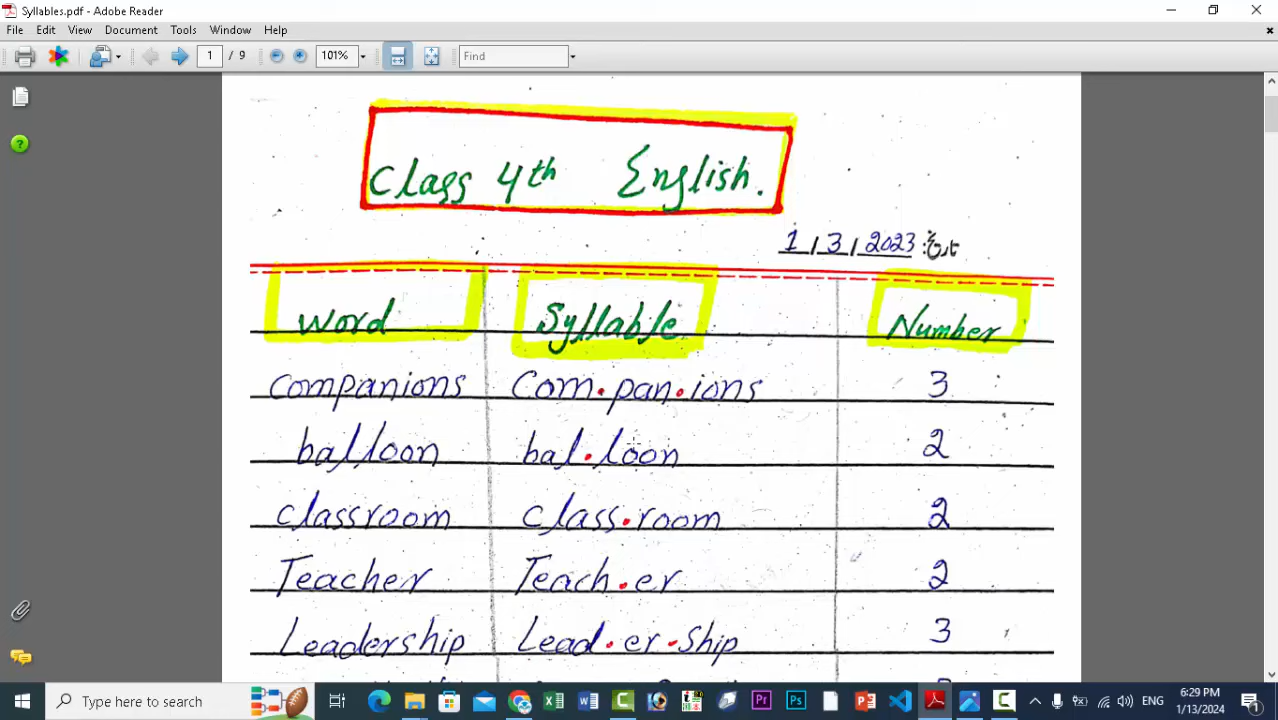 Syllables.pdf - Adobe Reader
File Edit View Document Tools Window Help
1 / 9 101% Find
Class 4th English.
1/3/2023 :تاریخ
Word Syllable Number
Companions Com.pan.ions 3
balloon bal.loon 2
classroom class.room 2
Teacher Teach.er 2
Leadership Lead.er.ship 3
Type here to search
ENG
6:29 PM
1/13/2024